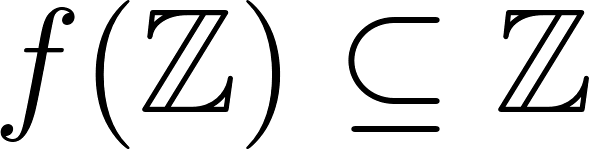 f(ℤ) ⊆ ℤ